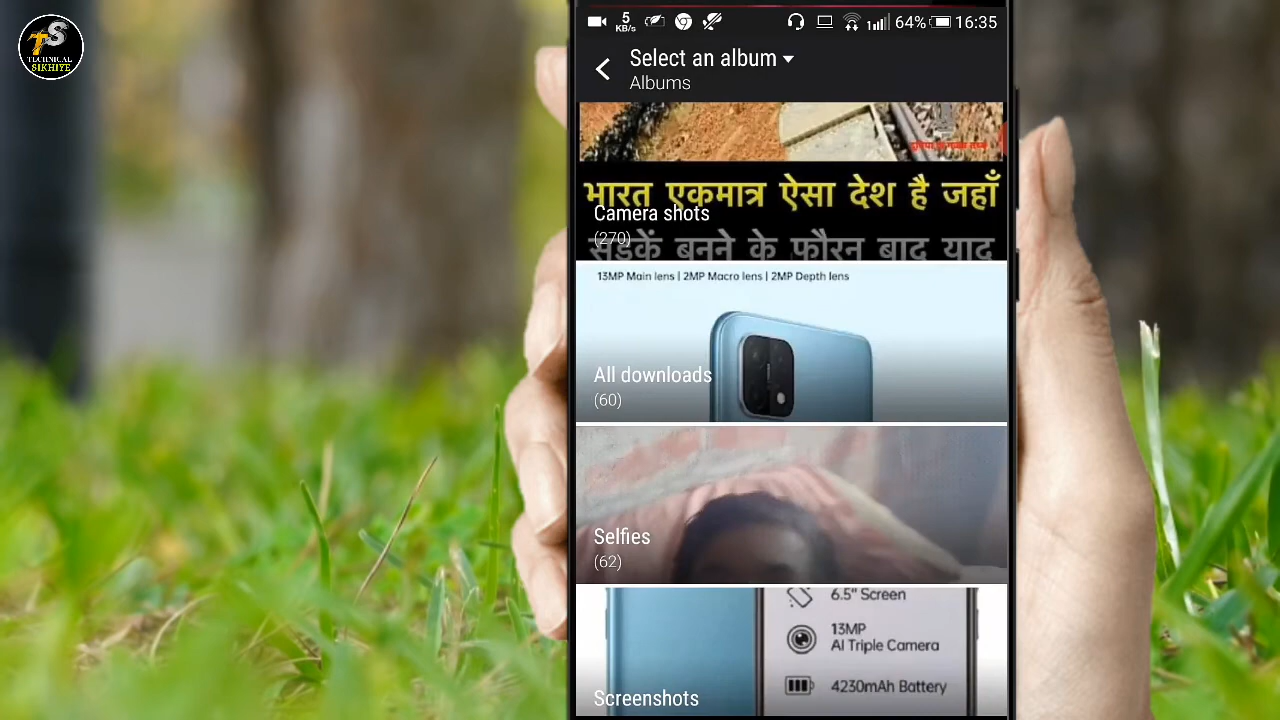 TS
TECHNICAL
SIKHIYE
5
KB/s
64%
16:35
Select an album
Albums
भारत एकमात्र ऐसा देश है जहाँ
Camera shots
(270)
सड़कें बनने के फौरन बाद याद
13MP Main lens | 2MP Macro lens | 2MP Depth lens
All downloads
(60)
Selfies
(62)
6.5" Screen
13MP
AI Triple Camera
4230mAh Battery
Screenshots